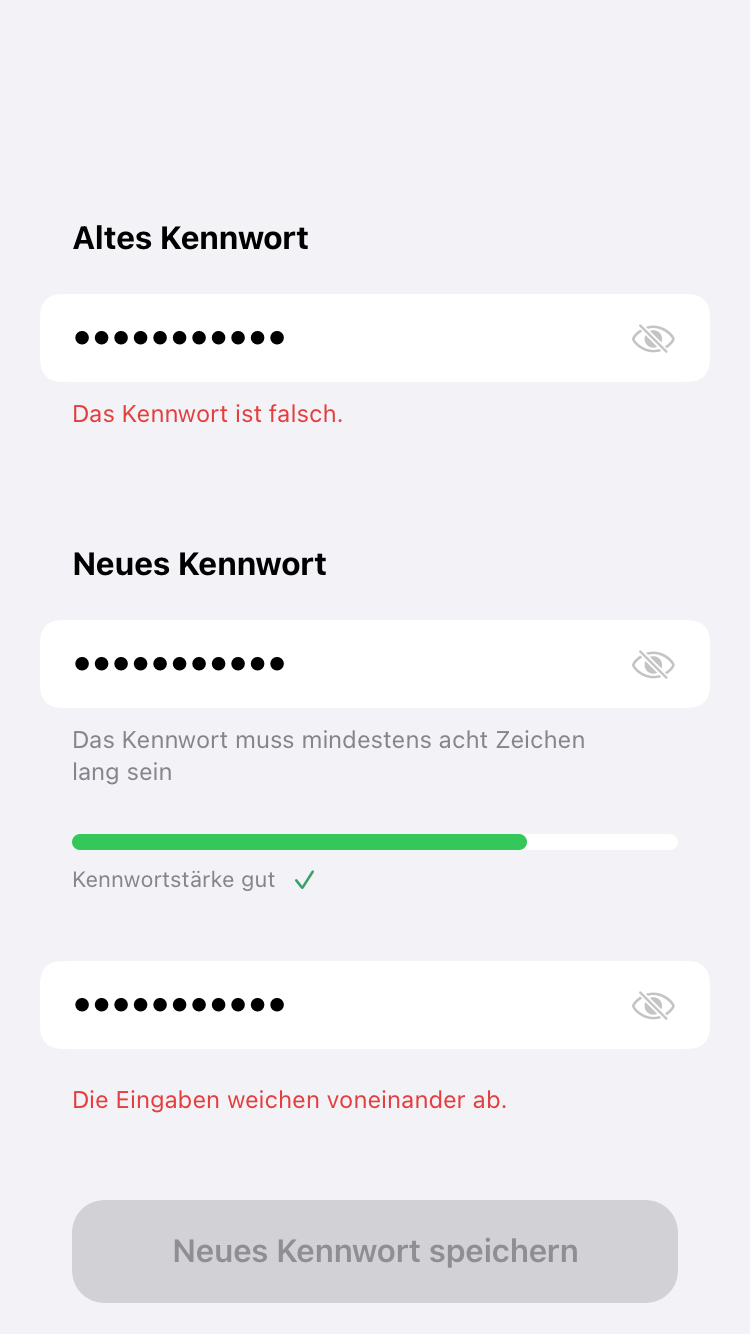 Altes Kennwort
●●●●●●●●●●●
Das Kennwort ist falsch.
Neues Kennwort
●●●●●●●●●●●
Das Kennwort muss mindestens acht Zeichen
lang sein
Kennwortstärke gut ✓
●●●●●●●●●●●
Die Eingaben weichen voneinander ab.
Neues Kennwort speichern